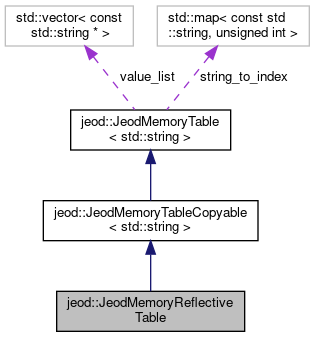 std::vector< const
std::string * >
std::map< const std
::string, unsigned int >
value_list
string_to_index
jeod::JeodMemoryTable
< std::string >
jeod::JeodMemoryTableCopyable
< std::string >
jeod::JeodMemoryReflective
Table